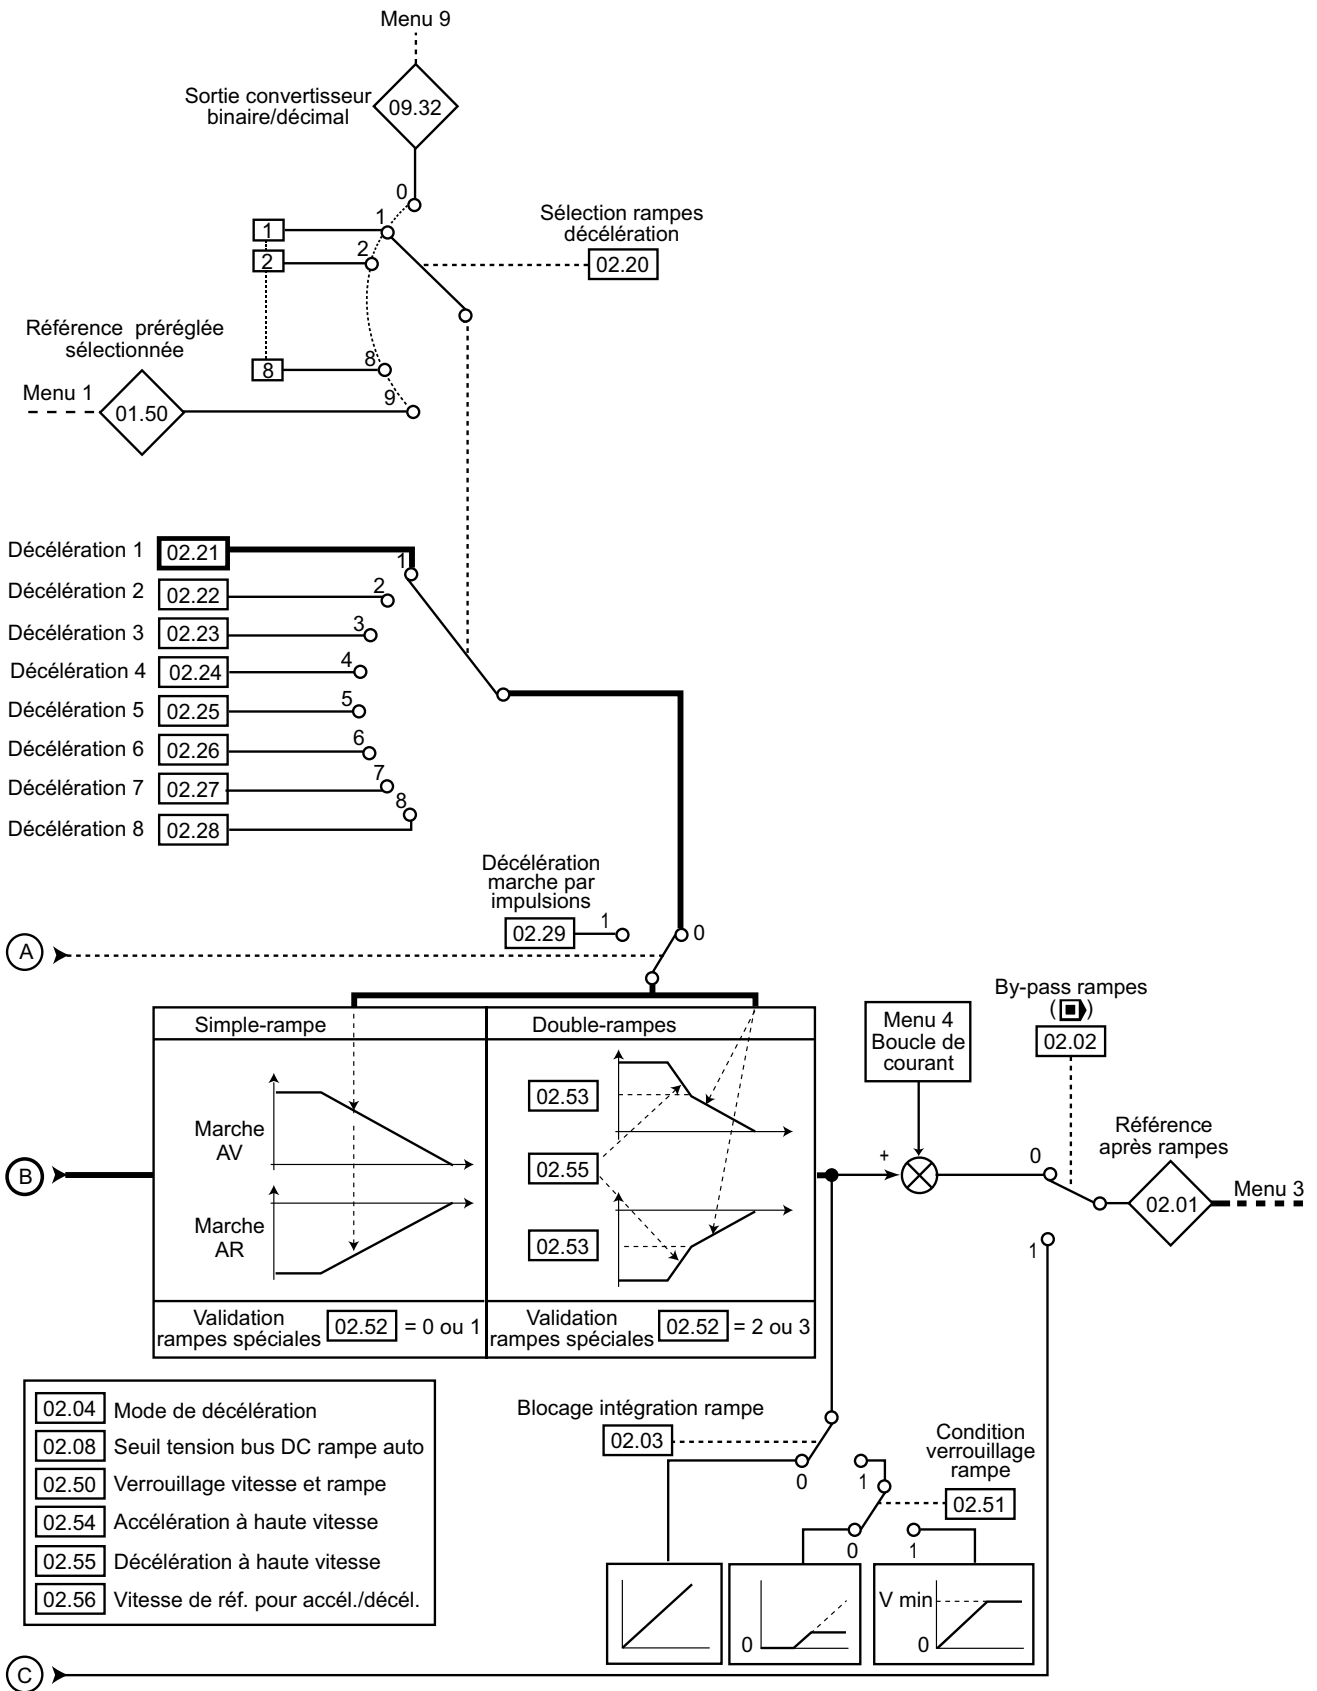 Menu 9
Sortie convertisseur
binaire/décimal
09.32
0
1
1
2
2
Sélection rampes
décélération
02.20
Référence préréglée
sélectionnée
8
8
Menu 1
01.50
9
Décélération 1 02.21
1
Décélération 2 02.22
2
Décélération 3 02.23
3
Décélération 4 02.24
4
Décélération 5 02.25
5
Décélération 6 02.26
6
Décélération 7 02.27
7
Décélération 8 02.28
8
Décélération
marche par
impulsions
02.29
1
0
A
Simple-rampe
Double-rampes
Marche
AV
Marche
AR
02.53
02.55
02.53
B
Validation
rampes spéciales 02.52 = 0 ou 1
Validation
rampes spéciales 02.52 = 2 ou 3
Menu 4
Boucle de
courant
+
By-pass rampes
02.02
0
1
Référence
après rampes
02.01
Menu 3
02.04 Mode de décélération
02.08 Seuil tension bus DC rampe auto
02.50 Verrouillage vitesse et rampe
02.54 Accélération à haute vitesse
02.55 Décélération à haute vitesse
02.56 Vitesse de réf. pour accél./décél.
Blocage intégration rampe
02.03
0
1
Condition
verrouillage
rampe
02.51
0
1
0
V min
0
C